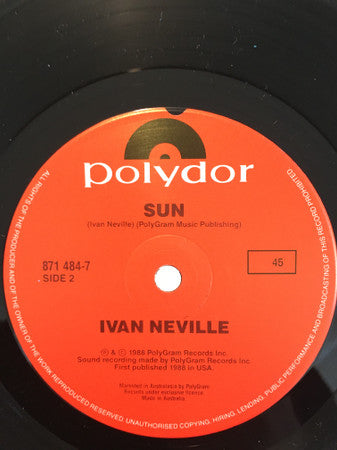 polydor
SUN
(Ivan Neville) (PolyGram Music Publishing)
871 484-7
SIDE 2
45
IVAN NEVILLE
℗ & © 1988 PolyGram Records Inc.
Sound recording made by PolyGram Records Inc
First published 1988 in USA.
Marketed in Australasia by PolyGram
Records under exclusive licence
Made in Australia.
ALL RIGHTS OF THE PRODUCER AND OF THE OWNER OF THE WORK REPRODUCED RESERVED. UNAUTHORISED COPYING, HIRING, LENDING, PUBLIC PERFORMANCE AND BROADCASTING OF THIS RECORD PROHIBITED